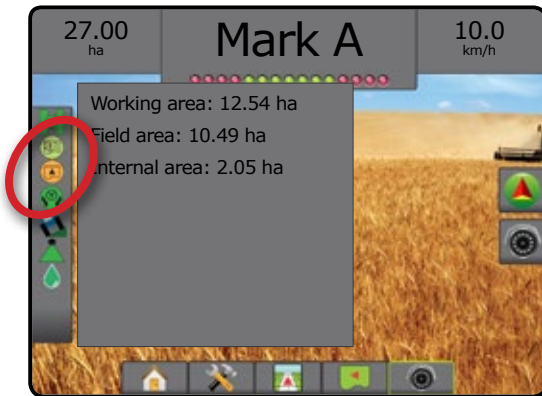 27.00
ha
Mark A
10.0
km/h
Working area: 12.54 ha
Field area: 10.49 ha
Internal area: 2.05 ha